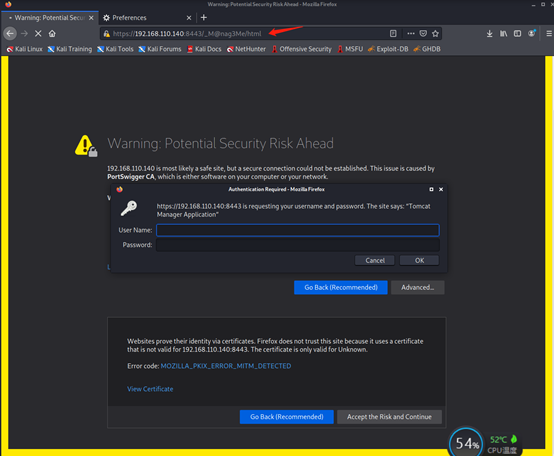 Warning: Potential Security Risk Ahead - Mozilla Firefox
Warning: Potential Secu
Preferences
https://192.168.110.140:8443/_M@nag3Me/html
Kali Linux Kali Training Kali Tools Kali Forums Kali Docs NetHunter Offensive Security MSFU Exploit-DB GHDB
Warning: Potential Security Risk Ahead
192.168.110.140 is most likely a safe site, but a secure connection could not be established. This issue is caused by
PortSwigger CA, which is either software on your computer or your network.
Authentication Required - Mozilla Firefox
https://192.168.110.140:8443 is requesting your username and password. The site says: "Tomcat
Manager Application"
User Name:
Password:
Cancel OK
Go Back (Recommended) Advanced...
Websites prove their identity via certificates. Firefox does not trust this site because it uses a certificate
that is not valid for 192.168.110.140:8443. The certificate is only valid for Unknown.
Error code: MOZILLA_PKIX_ERROR_MITM_DETECTED
View Certificate
Go Back (Recommended) Accept the Risk and Continue
54% 52℃
CPU温度